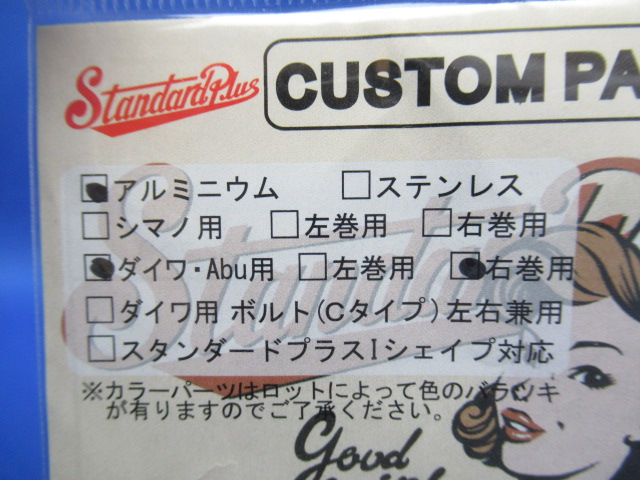 StandardPlus
CUSTOM PA
アルミニウム □ステンレス
□シマノ用 □左巻用 □右巻用
ダイワ・Abu用 □左巻用 右巻用
□ダイワ用 ボルト(Cタイプ)左右兼用
□スタンダードプラスIシェイプ対応
※カラーパーツはロットによって色のバラツキ
が有りますのでご了承ください。
Good